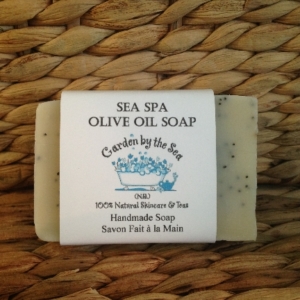 SEA SPA
OLIVE OIL SOAP
Garden by the Sea
(N.B.)
100% Natural Skincare & Teas
Handmade Soap
Savon Fait à la Main